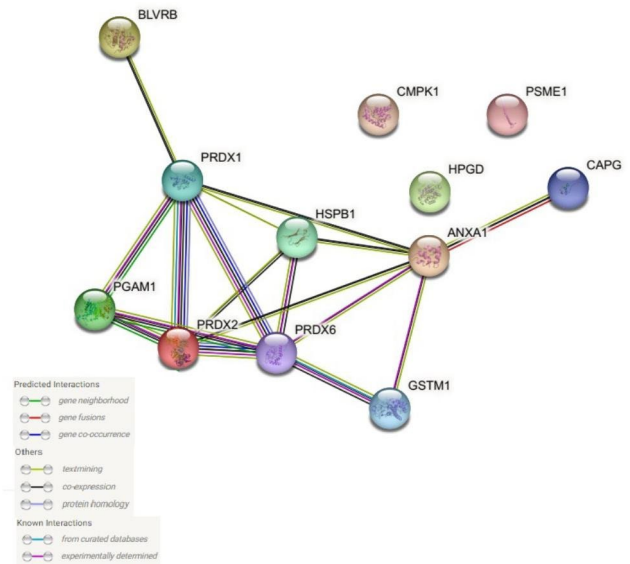 BLVRB
CMPK1
PSME1
PRDX1
HPGD
CAPG
HSPB1
ANXA1
PGAM1
PRDX2
PRDX6
GSTM1
Predicted Interactions
gene neighborhood
gene fusions
gene co-occurrence
Others
textmining
co-expression
protein homology
Known Interactions
from curated databases
experimentally determined